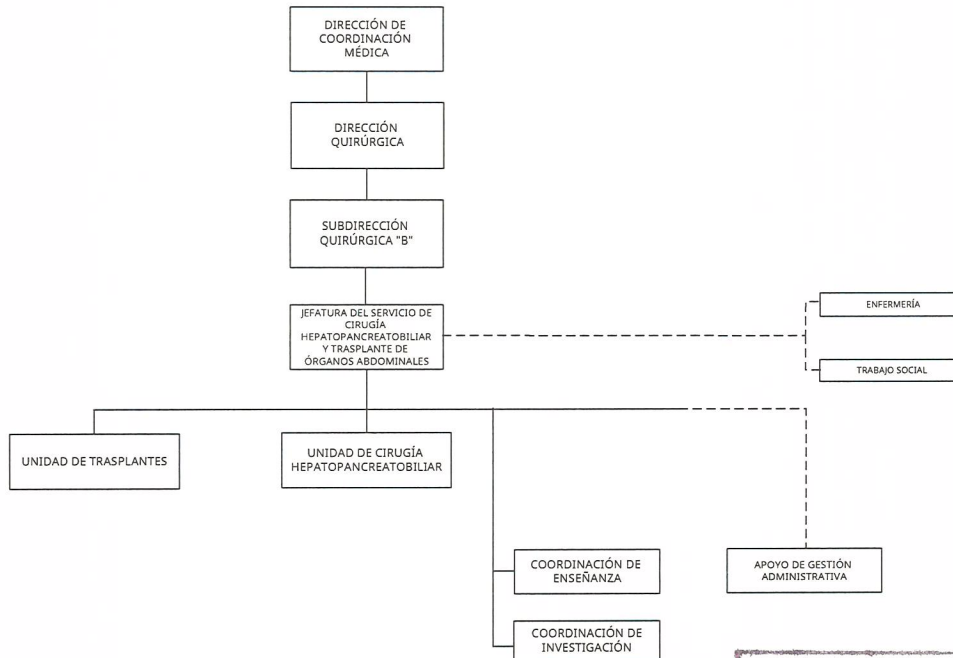 DIRECCIÓN DE
COORDINACIÓN
MÉDICA
DIRECCIÓN
QUIRÚRGICA
SUBDIRECCIÓN
QUIRÚRGICA "B"
JEFATURA DEL SERVICIO DE
CIRUGÍA
HEPATOPANCREATOBILIAR
Y TRASPLANTE DE
ÓRGANOS ABDOMINALES
ENFERMERÍA
TRABAJO SOCIAL
UNIDAD DE TRASPLANTES
UNIDAD DE CIRUGÍA
HEPATOPANCREATOBILIAR
COORDINACIÓN DE
ENSEÑANZA
APOYO DE GESTIÓN
ADMINISTRATIVA
COORDINACIÓN DE
INVESTIGACIÓN